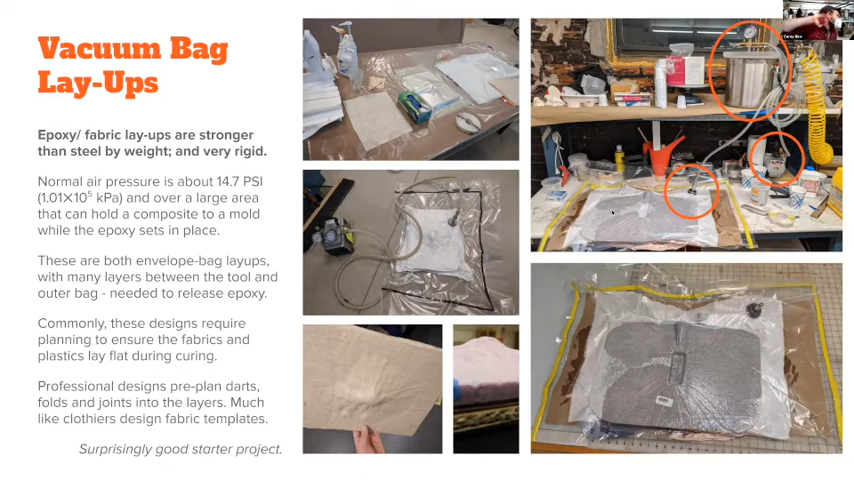 Vacuum Bag
Lay-Ups
Epoxy/ fabric lay-ups are stronger
than steel by weight; and very rigid.
Normal air pressure is about 14.7 PSI
(1.01✕10⁵ kPa) and over a large area
that can hold a composite to a mold
while the epoxy sets in place.
These are both envelope-bag layups,
with many layers between the tool and
outer bag - needed to release epoxy.
Commonly, these designs require
planning to ensure the fabrics and
plastics lay flat during curing.
Professional designs pre-plan darts,
folds and joints into the layers. Much
like clothiers design fabric templates.
Surprisingly good starter project.